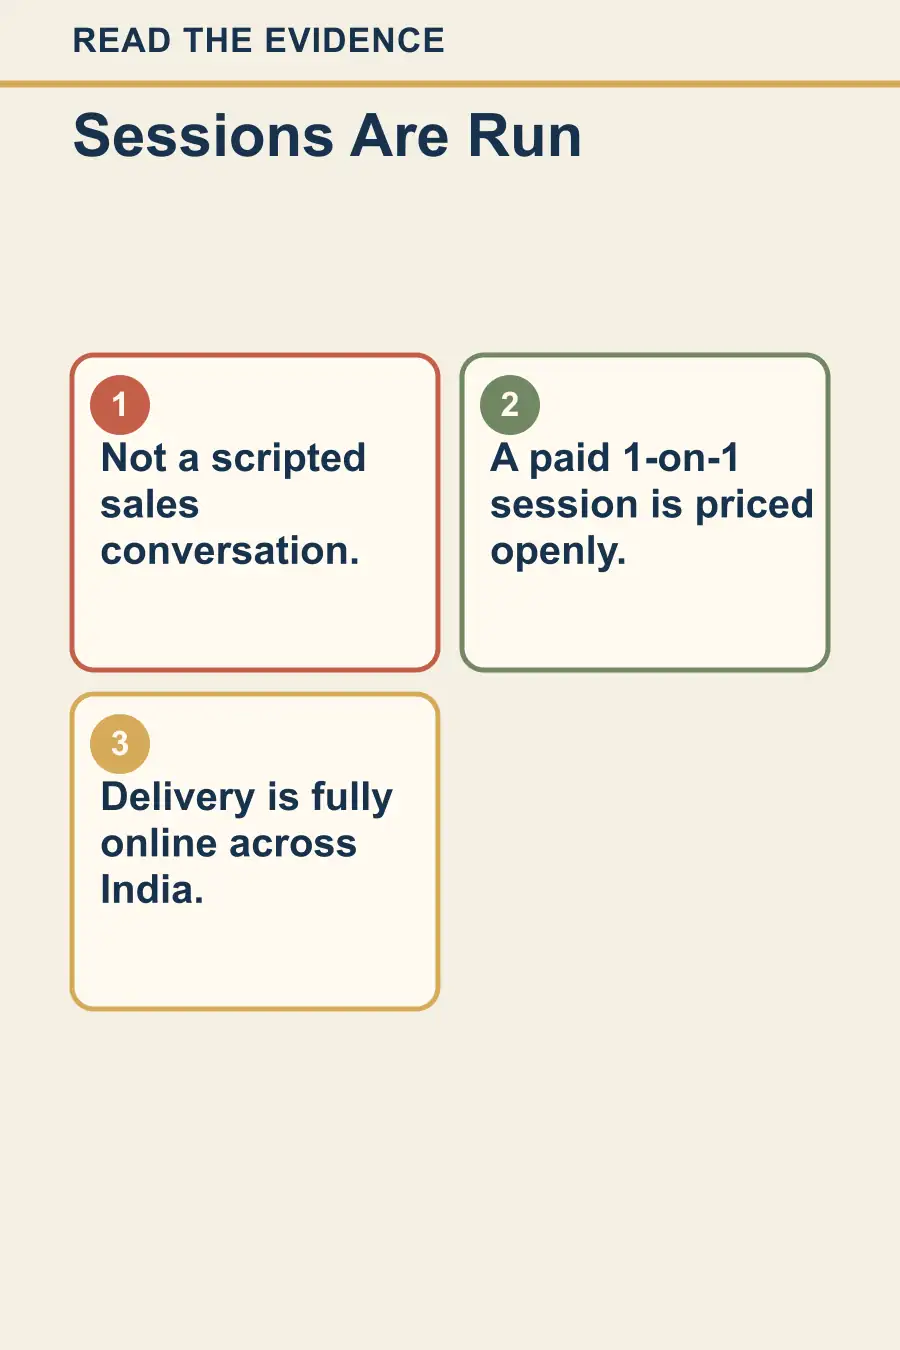 READ THE EVIDENCE
Sessions Are Run
1
Not a scripted
sales
conversation.
2
A paid 1-on-1
session is priced
openly.
3
Delivery is fully
online across
India.